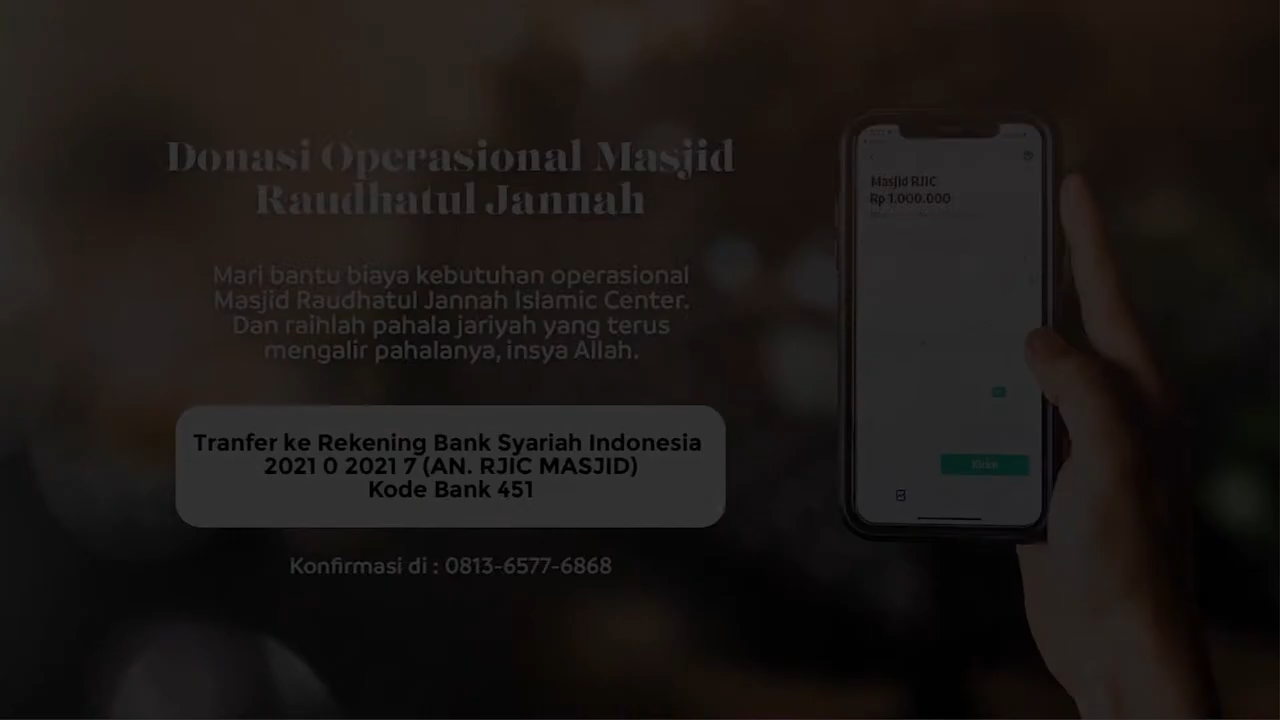 Donasi Operasional Masjid
Raudhatul Jannah
Mari bantu biaya kebutuhan operasional
Masjid Raudhatul Jannah Islamic Center.
Dan raihlah pahala jariyah yang terus
mengalir pahalanya, insya Allah.
Tranfer ke Rekening Bank Syariah Indonesia
2021 0 2021 7 (AN. RJIC MASJID)
Kode Bank 451
Konfirmasi di : 0813-6577-6868
Masjid RJIC
Rp 1.000.000